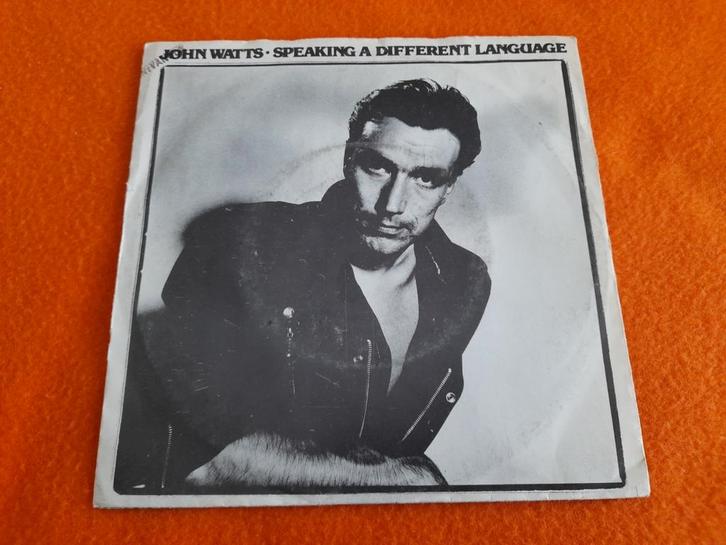 JOHN WATTS · SPEAKING A DIFFERENT LANGUAGE